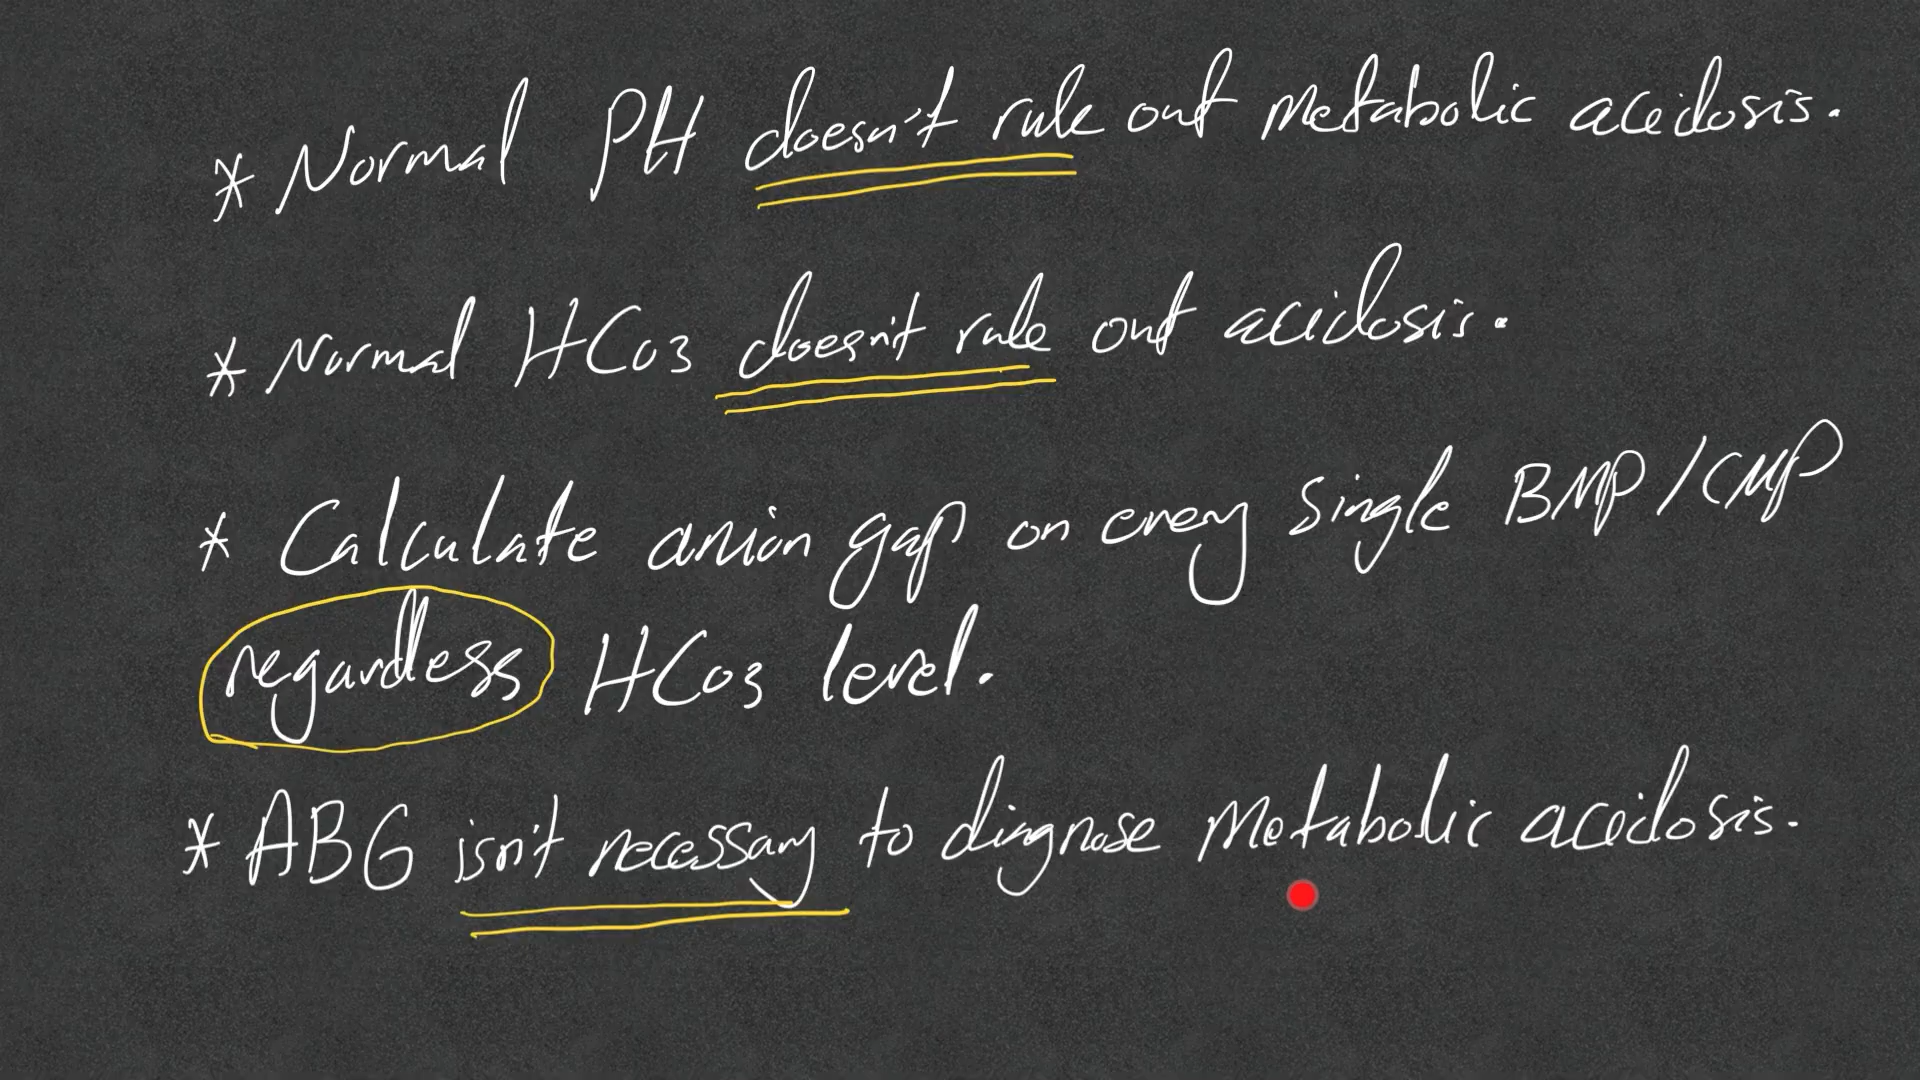 * Normal PH doesn't rule out metabolic acidosis.
* Normal HCo3 doesn't rule out acidosis.
* Calculate anion gap on every single BMP/CMP
regardless HCo3 level.
* ABG isn't necessary to diagnose Metabolic acidosis.